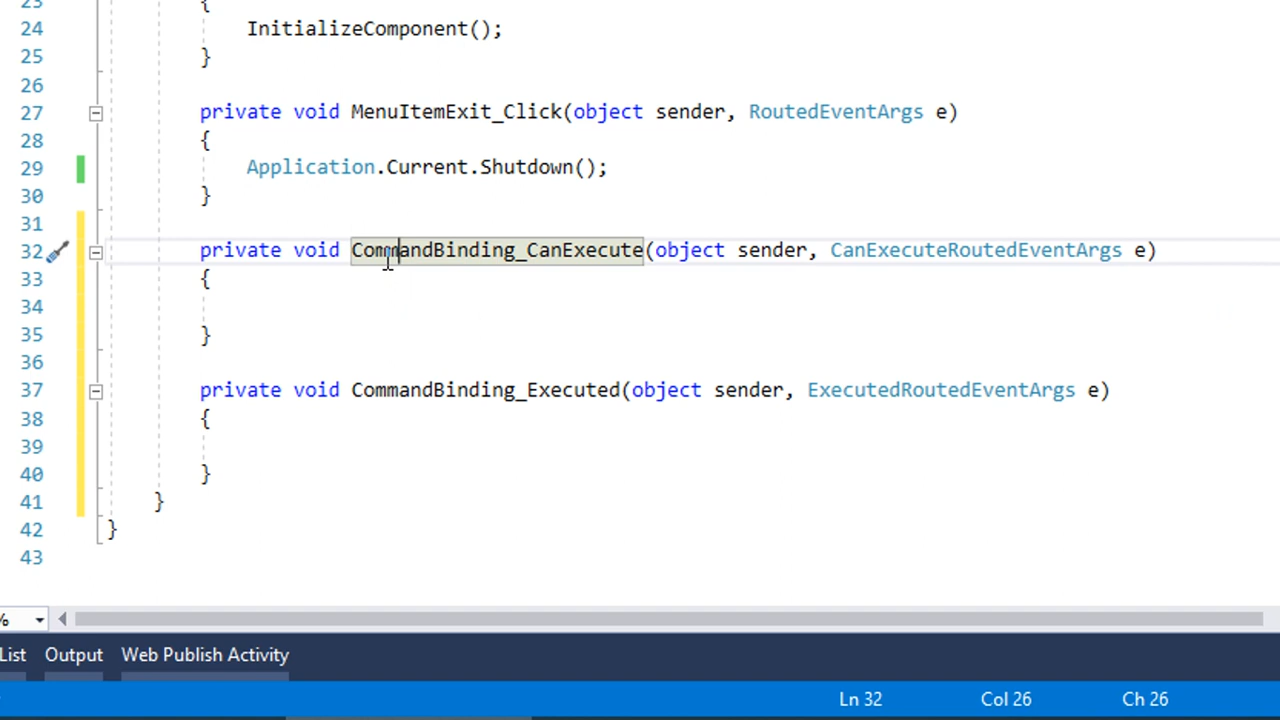 23 {
24 InitializeComponent();
25 }
26
27 private void MenuItemExit_Click(object sender, RoutedEventArgs e)
28 {
29 Application.Current.Shutdown();
30 }
31
32 private void CommandBinding_CanExecute(object sender, CanExecuteRoutedEventArgs e)
33 {
34
35 }
36
37 private void CommandBinding_Executed(object sender, ExecutedRoutedEventArgs e)
38 {
39
40 }
41 }
42 }
43
%
List Output Web Publish Activity
Ln 32 Col 26 Ch 26